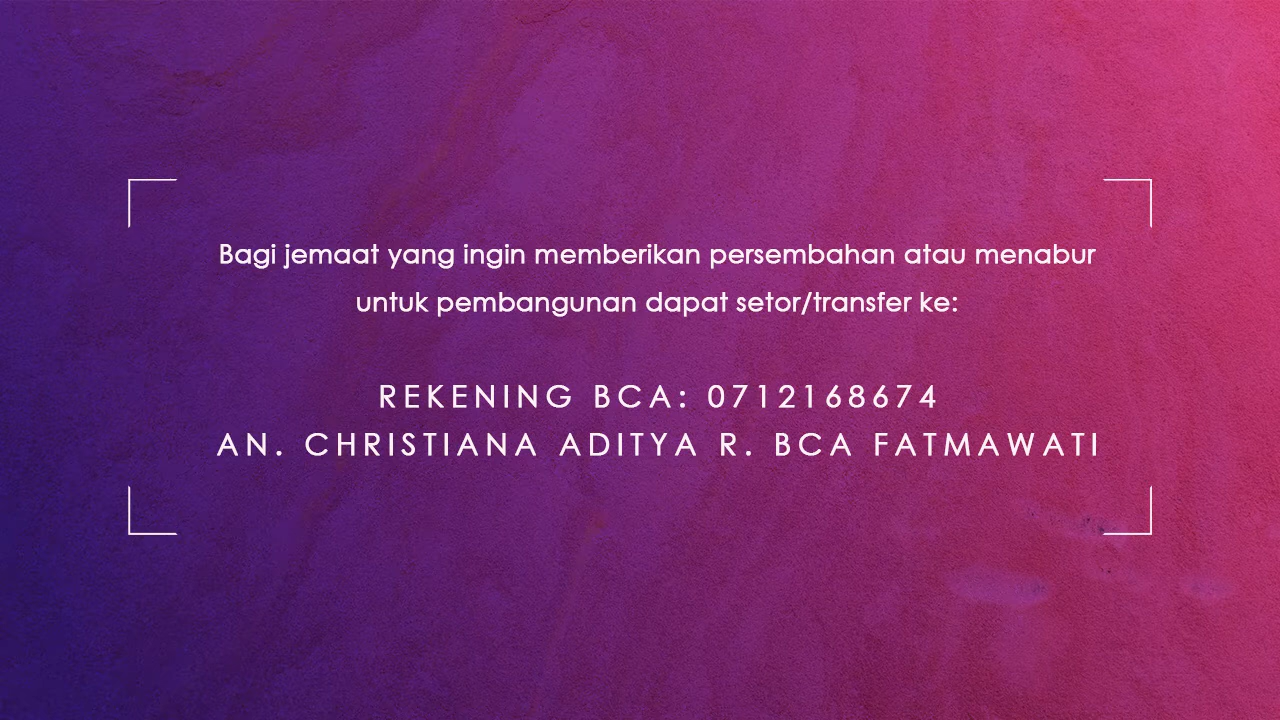 Bagi jemaat yang ingin memberikan persembahan atau menabur
untuk pembangunan dapat setor/transfer ke:
REKENING BCA: 0712168674
AN. CHRISTIANA ADITYA R. BCA FATMAWATI